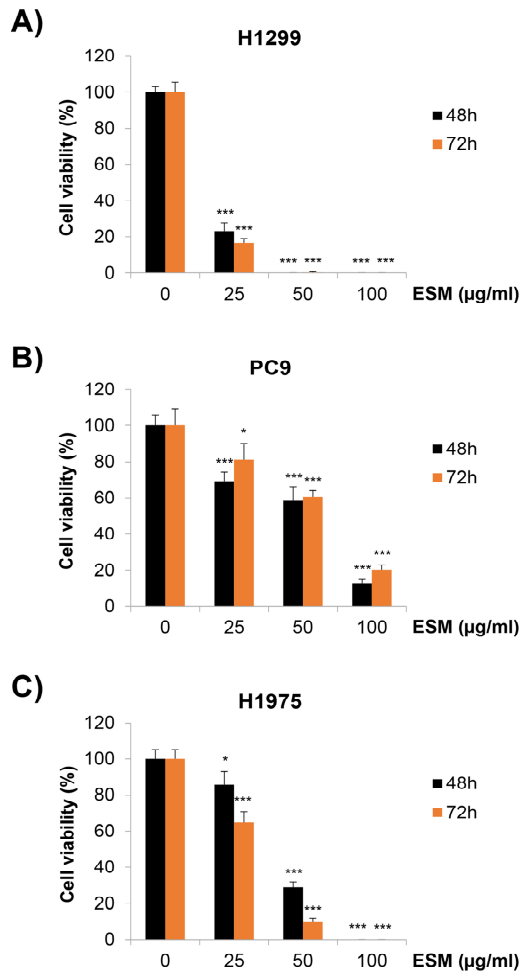 A)
H1299
120
100
80
60
40
20
0
Cell viability (%)
48h
72h
*** ***
*** ***
*** ***
0 25 50 100 ESM (µg/ml)
B)
PC9
120
100
80
60
40
20
0
Cell viability (%)
48h
72h
*** *
*** ***
*** ***
0 25 50 100 ESM (µg/ml)
C)
H1975
120
100
80
60
40
20
0
Cell viability (%)
48h
72h
* ***
*** ***
*** ***
0 25 50 100 ESM (µg/ml)